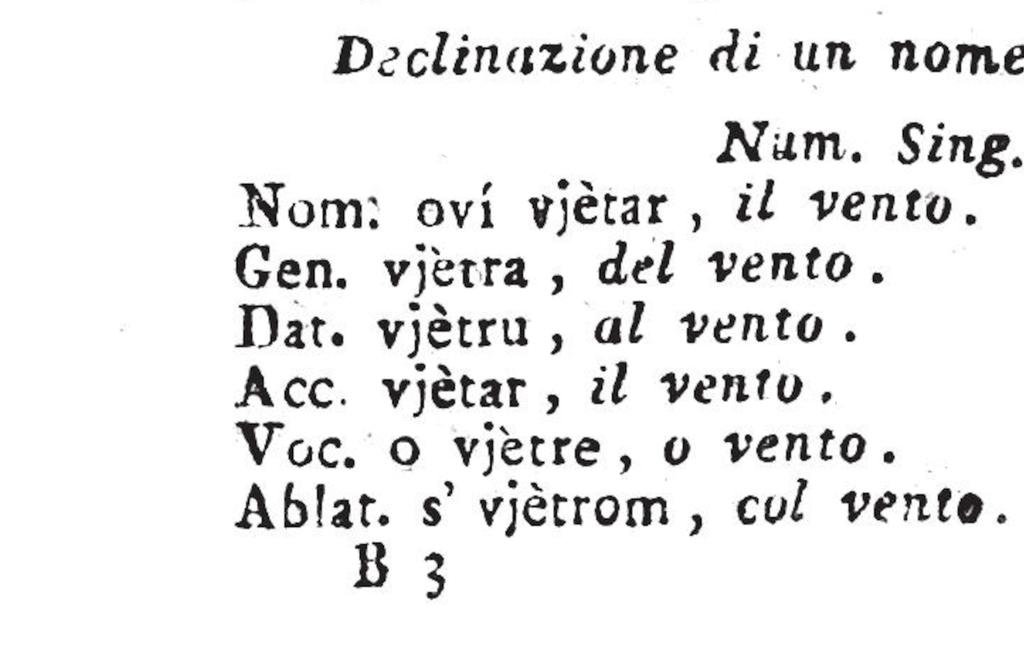 Declinazione di un nome
Num. Sing.
Nom. oví vjètar, il vento.
Gen. vjètra, del vento.
Dat. vjètru, al vento.
Acc. vjètar, il vento.
Voc. o vjètre, o vento.
Ablat. s' vjètrom, col vento.
B 3